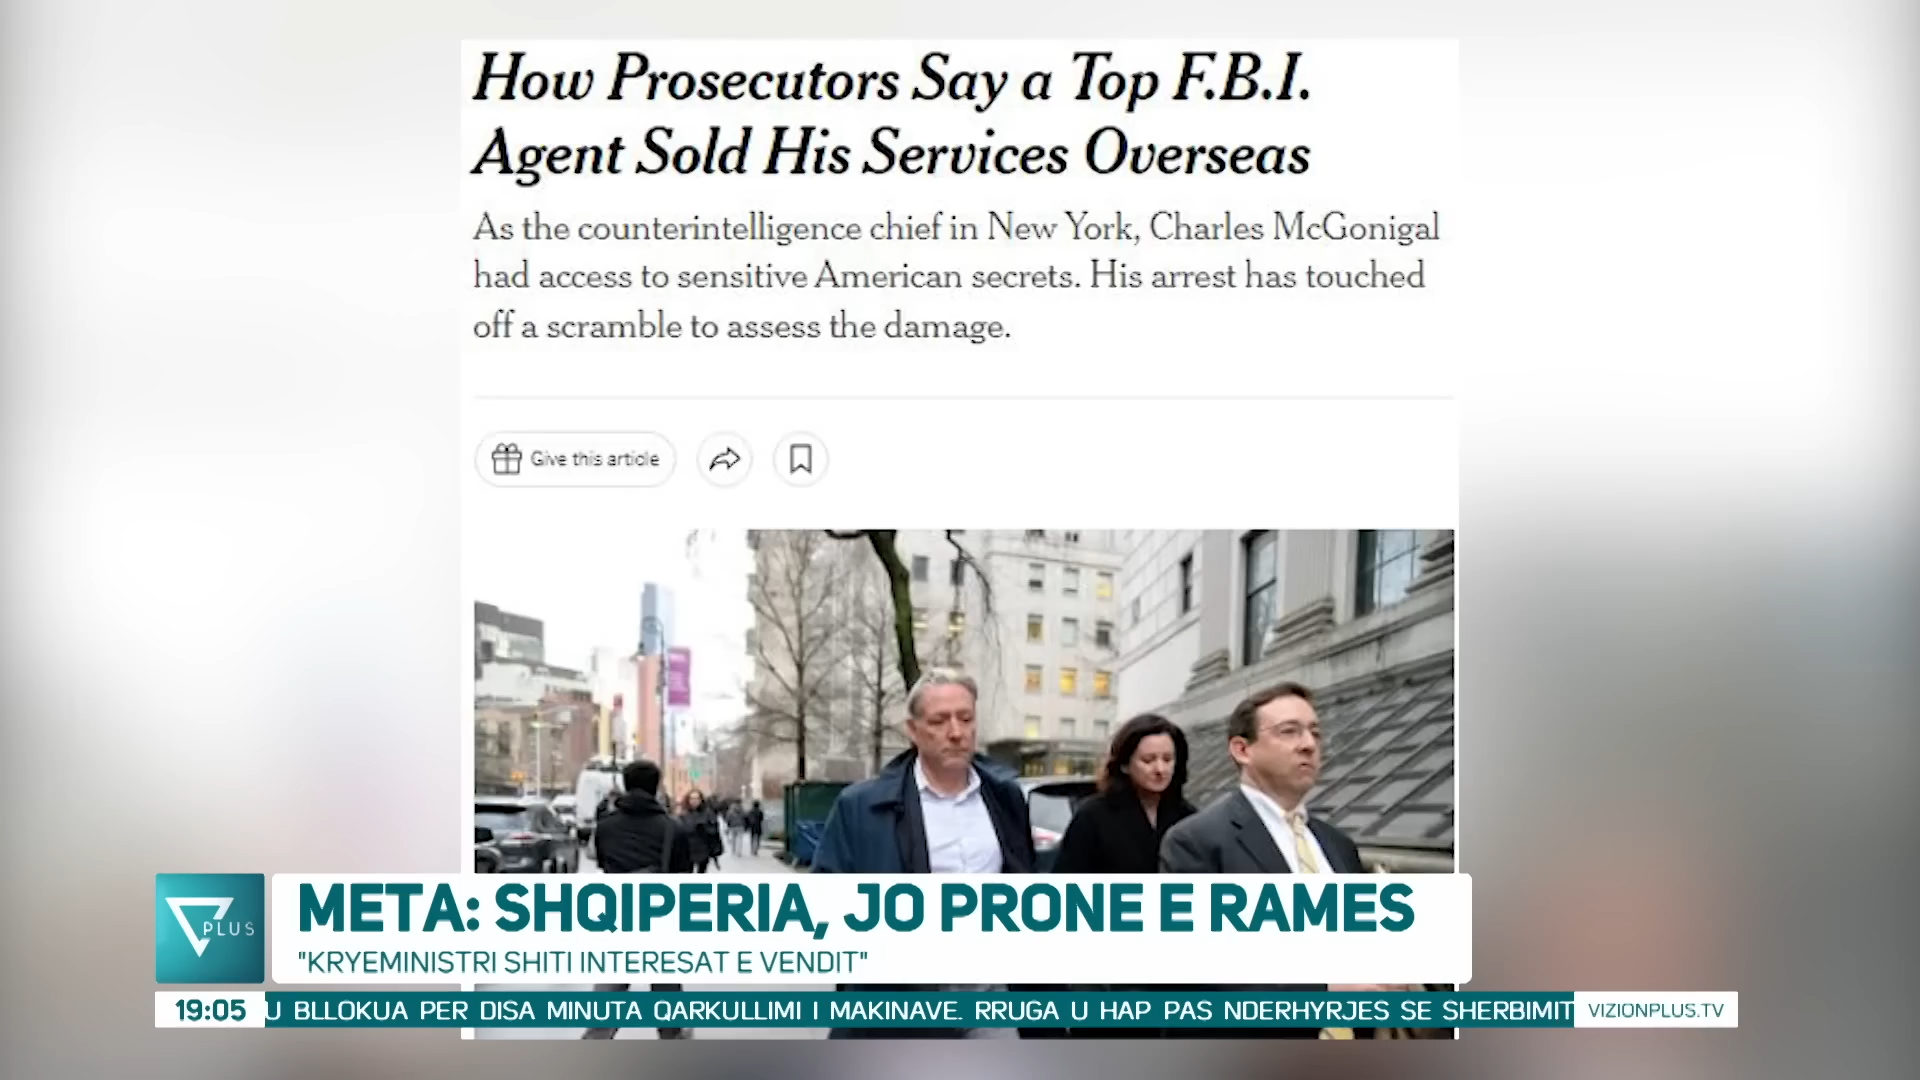 How Prosecutors Say a Top F.B.I.
Agent Sold His Services Overseas
As the counterintelligence chief in New York, Charles McGonigal
had access to sensitive American secrets. His arrest has touched
off a scramble to assess the damage.
Give this article
PLUS
META: SHQIPERIA, JO PRONE E RAMES
"KRYEMINISTRI SHITI INTERESAT E VENDIT"
19:05 U BLLOKUA PER DISA MINUTA QARKULLIMI I MAKINAVE. RRUGA U HAP PAS NDERHYRJES SE SHERBIMIT VIZIONPLUS.TV